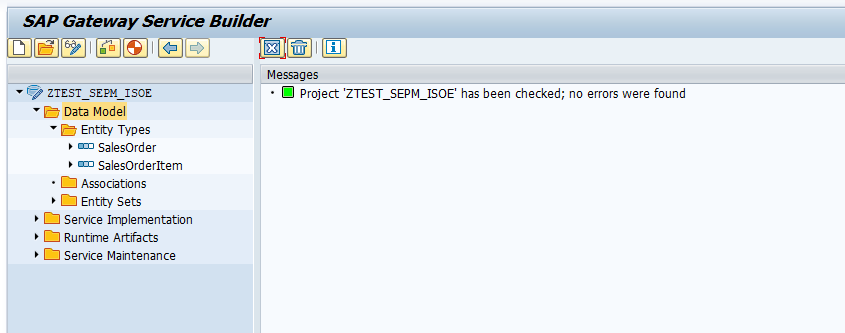 SAP Gateway Service Builder
Messages
ZTEST_SEPM_ISOE
Project 'ZTEST_SEPM_ISOE' has been checked; no errors were found
Data Model
Entity Types
SalesOrder
SalesOrderItem
Associations
Entity Sets
Service Implementation
Runtime Artifacts
Service Maintenance